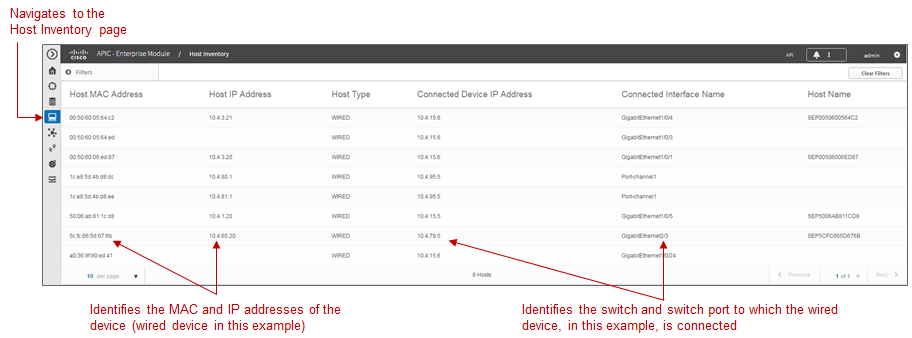 Navigates to the
Host Inventory page
cisco APIC - Enterprise Module / Host Inventory API 1 admin
Filters Clear Filters
Host MAC Address Host IP Address Host Type Connected Device IP Address Connected Interface Name Host Name
00:50:60:05:64:c2 10.4.3.21 WIRED 10.4.15.6 GigabitEthernet1/0/4 SEP0050600564C2
00:50:60:05:64:ed WIRED 10.4.15.6 GigabitEthernet1/0/3
00:50:60:06:ed:87 10.4.3.20 WIRED 10.4.15.6 GigabitEthernet1/0/1 SEP00506006ED87
1c:e8:5d:4b:d8:dc 10.4.80.1 WIRED 10.4.95.5 Port-channel1
1c:e8:5d:4b:d8:ee 10.4.81.1 WIRED 10.4.95.5 Port-channel1
50:06:ab:81:1c:d8 10.4.1.20 WIRED 10.4.15.5 GigabitEthernet1/0/5 SEP5006AB811CD8
5c:fc:66:5d:67:6b 10.4.65.20 WIRED 10.4.79.5 GigabitEthernet2/3 SEP5CFC665D676B
a0:36:9f:90:ed:41 WIRED 10.4.15.6 GigabitEthernet1/0/24
10 per page 8 Hosts Previous 1 of 1 Next
Identifies the MAC and IP addresses of the
device (wired device in this example)
Identifies the switch and switch port to which the wired
device, in this example, is connected